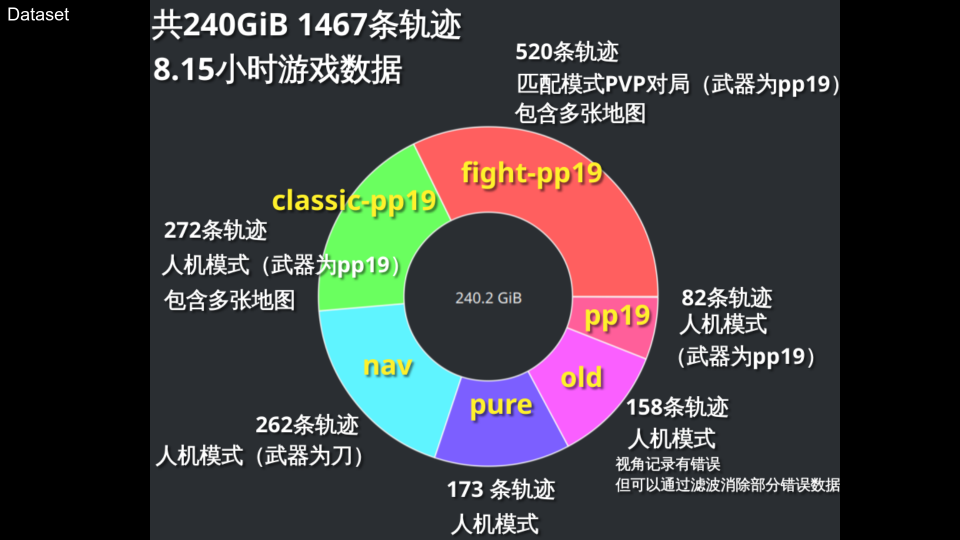 Dataset
共240GiB 1467条轨迹
8.15小时游戏数据
520条轨迹
匹配模式PVP对局（武器为pp19）
包含多张地图
fight-pp19
classic-pp19
272条轨迹
人机模式（武器为pp19）
包含多张地图
240.2 GiB
pp19
82条轨迹
人机模式
（武器为pp19）
nav
262条轨迹
人机模式（武器为刀）
pure
173 条轨迹
人机模式
old
158条轨迹
人机模式
视角记录有错误
但可以通过滤波消除部分错误数据